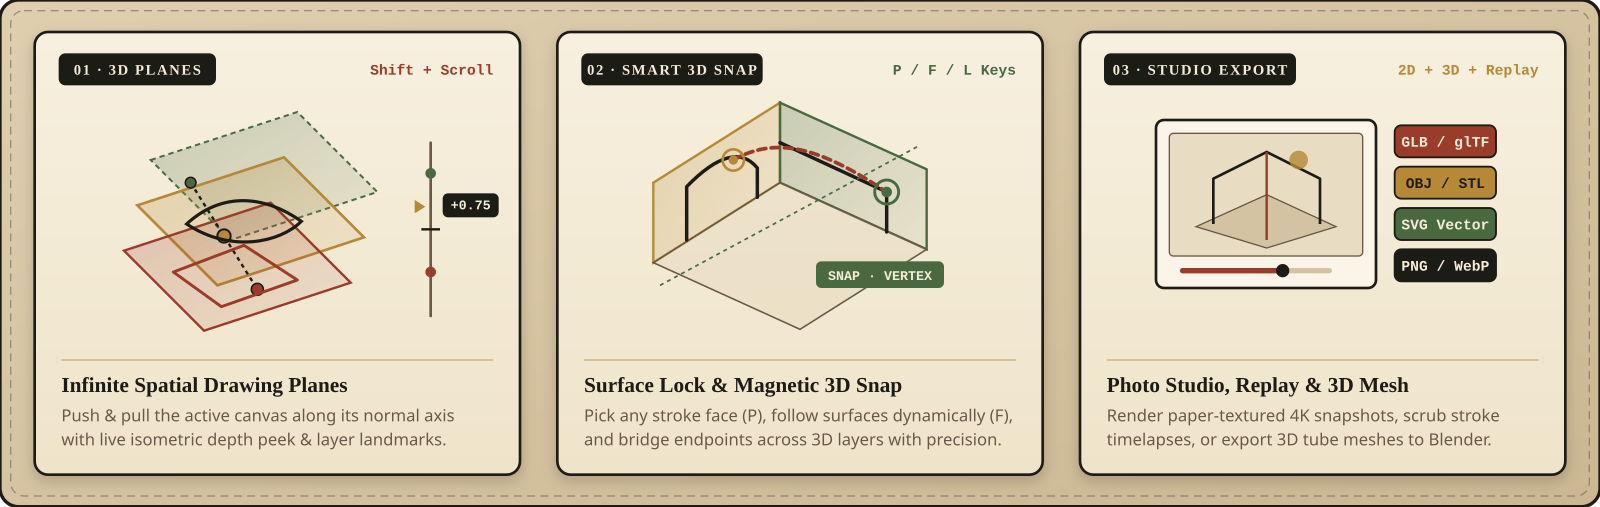 01 · 3D PLANES
Shift + Scroll
+0.75
Infinite Spatial Drawing Planes
Push & pull the active canvas along its normal axis
with live isometric depth peek & layer landmarks.
02 · SMART 3D SNAP
P / F / L Keys
SNAP · VERTEX
Surface Lock & Magnetic 3D Snap
Pick any stroke face (P), follow surfaces dynamically (F),
and bridge endpoints across 3D layers with precision.
03 · STUDIO EXPORT
2D + 3D + Replay
GLB / glTF
OBJ / STL
SVG Vector
PNG / WebP
Photo Studio, Replay & 3D Mesh
Render paper-textured 4K snapshots, scrub stroke
timelapses, or export 3D tube meshes to Blender.